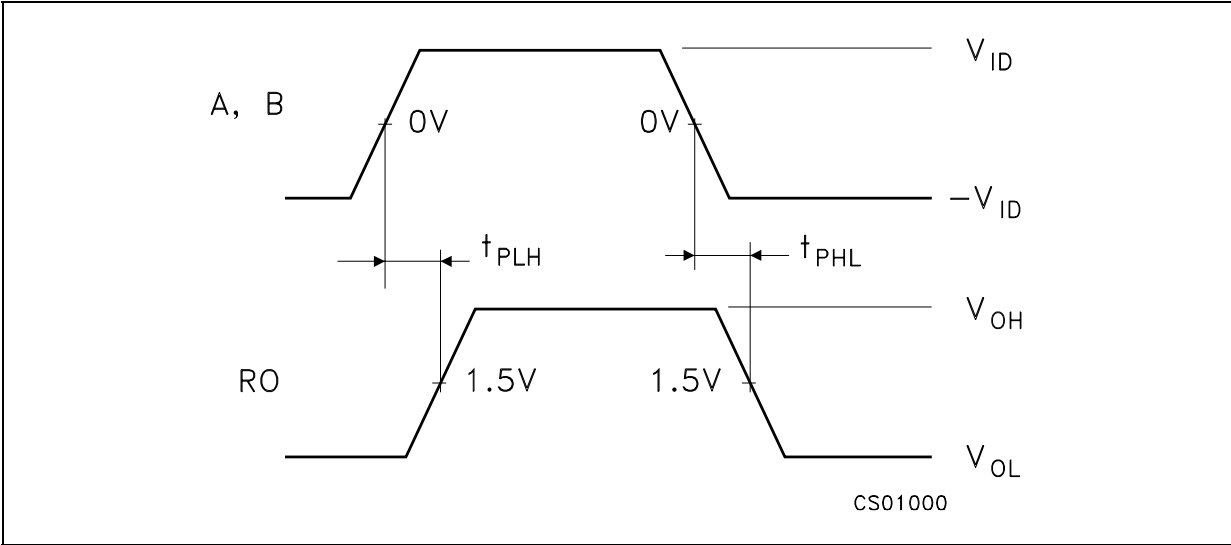 V_ID
A, B
0V 0V
-V_ID
t_PLH t_PHL
V_OH
RO 1.5V 1.5V
V_OL
CS01000